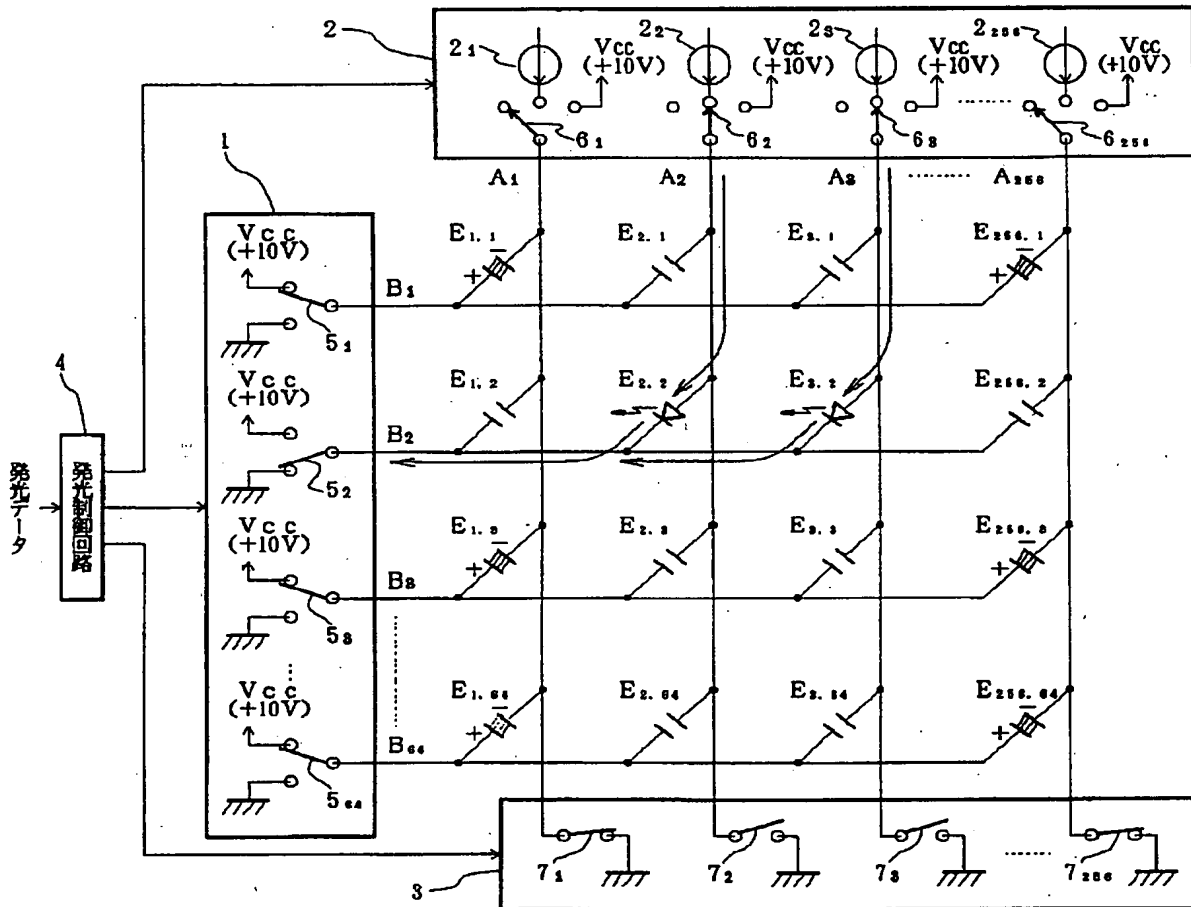 2
2₁
Vcc
(+10V)
2₂
Vcc
(+10V)
2₃
Vcc
(+10V)
2₂₅₆
Vcc
(+10V)
6₁
6₂
6₃
6₂₅₆
1
A₁
A₂
A₃
A₂₅₆
Vcc
(+10V)
B₁
5₁
E₁.₁
E₂.₁
E₃.₁
E₂₅₆.₁
+
−
+
−
4
発光データ
発光制御回路
Vcc
(+10V)
B₂
5₂
E₁.₂
E₂.₂
E₃.₂
E₂₅₆.₂
Vcc
(+10V)
B₃
5₃
E₁.₃
E₂.₃
E₃.₃
E₂₅₆.₃
+
−
+
−
Vcc
(+10V)
B₆₄
5₆₄
E₁.₆₄
E₂.₆₄
E₃.₆₄
E₂₅₆.₆₄
+
−
+
−
3
7₁
7₂
7₃
7₂₅₆